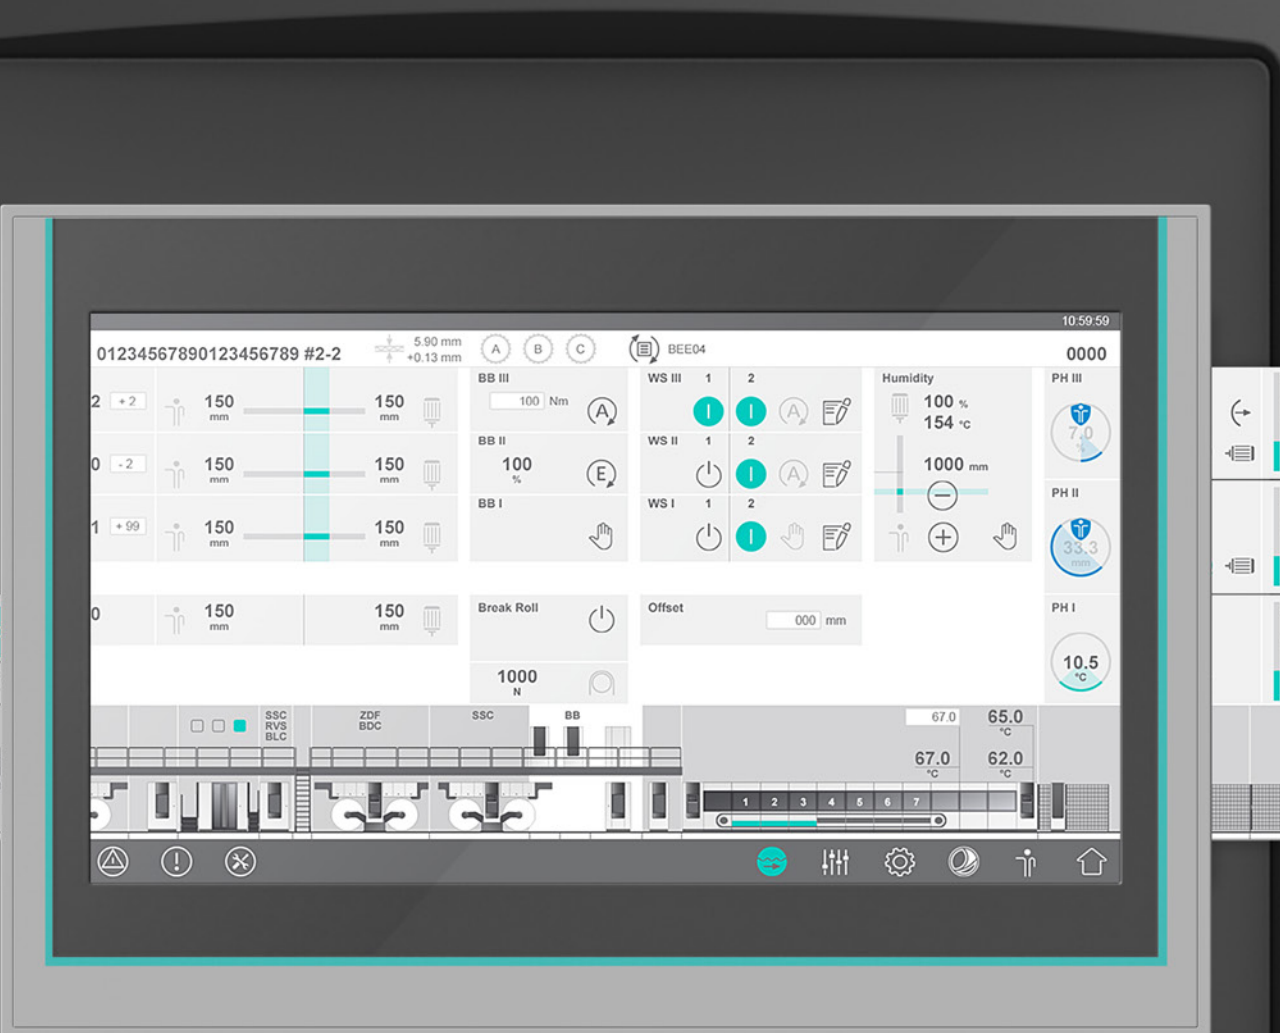 10:59:59
01234567890123456789 #2-2
5.90 mm
+0.13 mm
A
B
C
BEE04
0000
2
+ 2
150
mm
150
mm
BB III
100 Nm
A
WS III 1 2
I
I
A
Humidity
100 %
154 °C
1000 mm
PH III
7.0
0
- 2
150
mm
150
mm
BB II
100
%
E
WS II 1 2
I
A
PH II
33.3
mm
1
+ 99
150
mm
150
mm
BB I
WS I 1 2
I
0
150
mm
150
mm
Break Roll
1000
N
Offset
000 mm
PH I
10.5
°C
SSC
RVS
BLC
ZDF
BDC
SSC
BB
67.0
65.0
°C
67.0
°C
62.0
°C
1 2 3 4 5 6 7